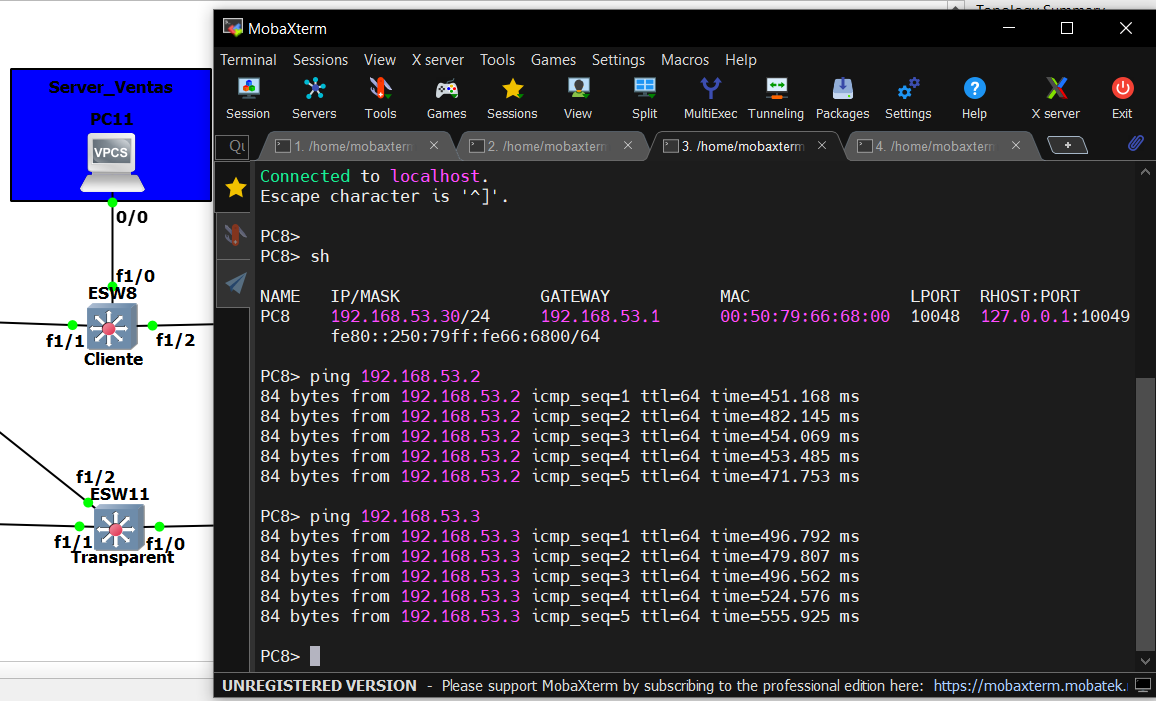 Topology Summary
MobaXterm
Terminal Sessions View X server Tools Games Settings Macros Help
Session Servers Tools Games Sessions View Split MultiExec Tunneling Packages Settings Help X server Exit
Qu 1. /home/mobaxterm 2. /home/mobaxterm 3. /home/mobaxterm 4. /home/mobaxterm
Server_Ventas
PC11
VPCS
0/0
f1/0
ESW8
f1/1
f1/2
Cliente
f1/2
ESW11
f1/1
f1/0
Transparent
Connected to localhost.
Escape character is '^]'.
PC8>
PC8> sh
NAME IP/MASK GATEWAY MAC LPORT RHOST:PORT
PC8 192.168.53.30/24 192.168.53.1 00:50:79:66:68:00 10048 127.0.0.1:10049
fe80::250:79ff:fe66:6800/64
PC8> ping 192.168.53.2
84 bytes from 192.168.53.2 icmp_seq=1 ttl=64 time=451.168 ms
84 bytes from 192.168.53.2 icmp_seq=2 ttl=64 time=482.145 ms
84 bytes from 192.168.53.2 icmp_seq=3 ttl=64 time=454.069 ms
84 bytes from 192.168.53.2 icmp_seq=4 ttl=64 time=453.485 ms
84 bytes from 192.168.53.2 icmp_seq=5 ttl=64 time=471.753 ms
PC8> ping 192.168.53.3
84 bytes from 192.168.53.3 icmp_seq=1 ttl=64 time=496.792 ms
84 bytes from 192.168.53.3 icmp_seq=2 ttl=64 time=479.807 ms
84 bytes from 192.168.53.3 icmp_seq=3 ttl=64 time=496.562 ms
84 bytes from 192.168.53.3 icmp_seq=4 ttl=64 time=524.576 ms
84 bytes from 192.168.53.3 icmp_seq=5 ttl=64 time=555.925 ms
PC8>
UNREGISTERED VERSION - Please support MobaXterm by subscribing to the professional edition here: https://mobaxterm.mobatek.